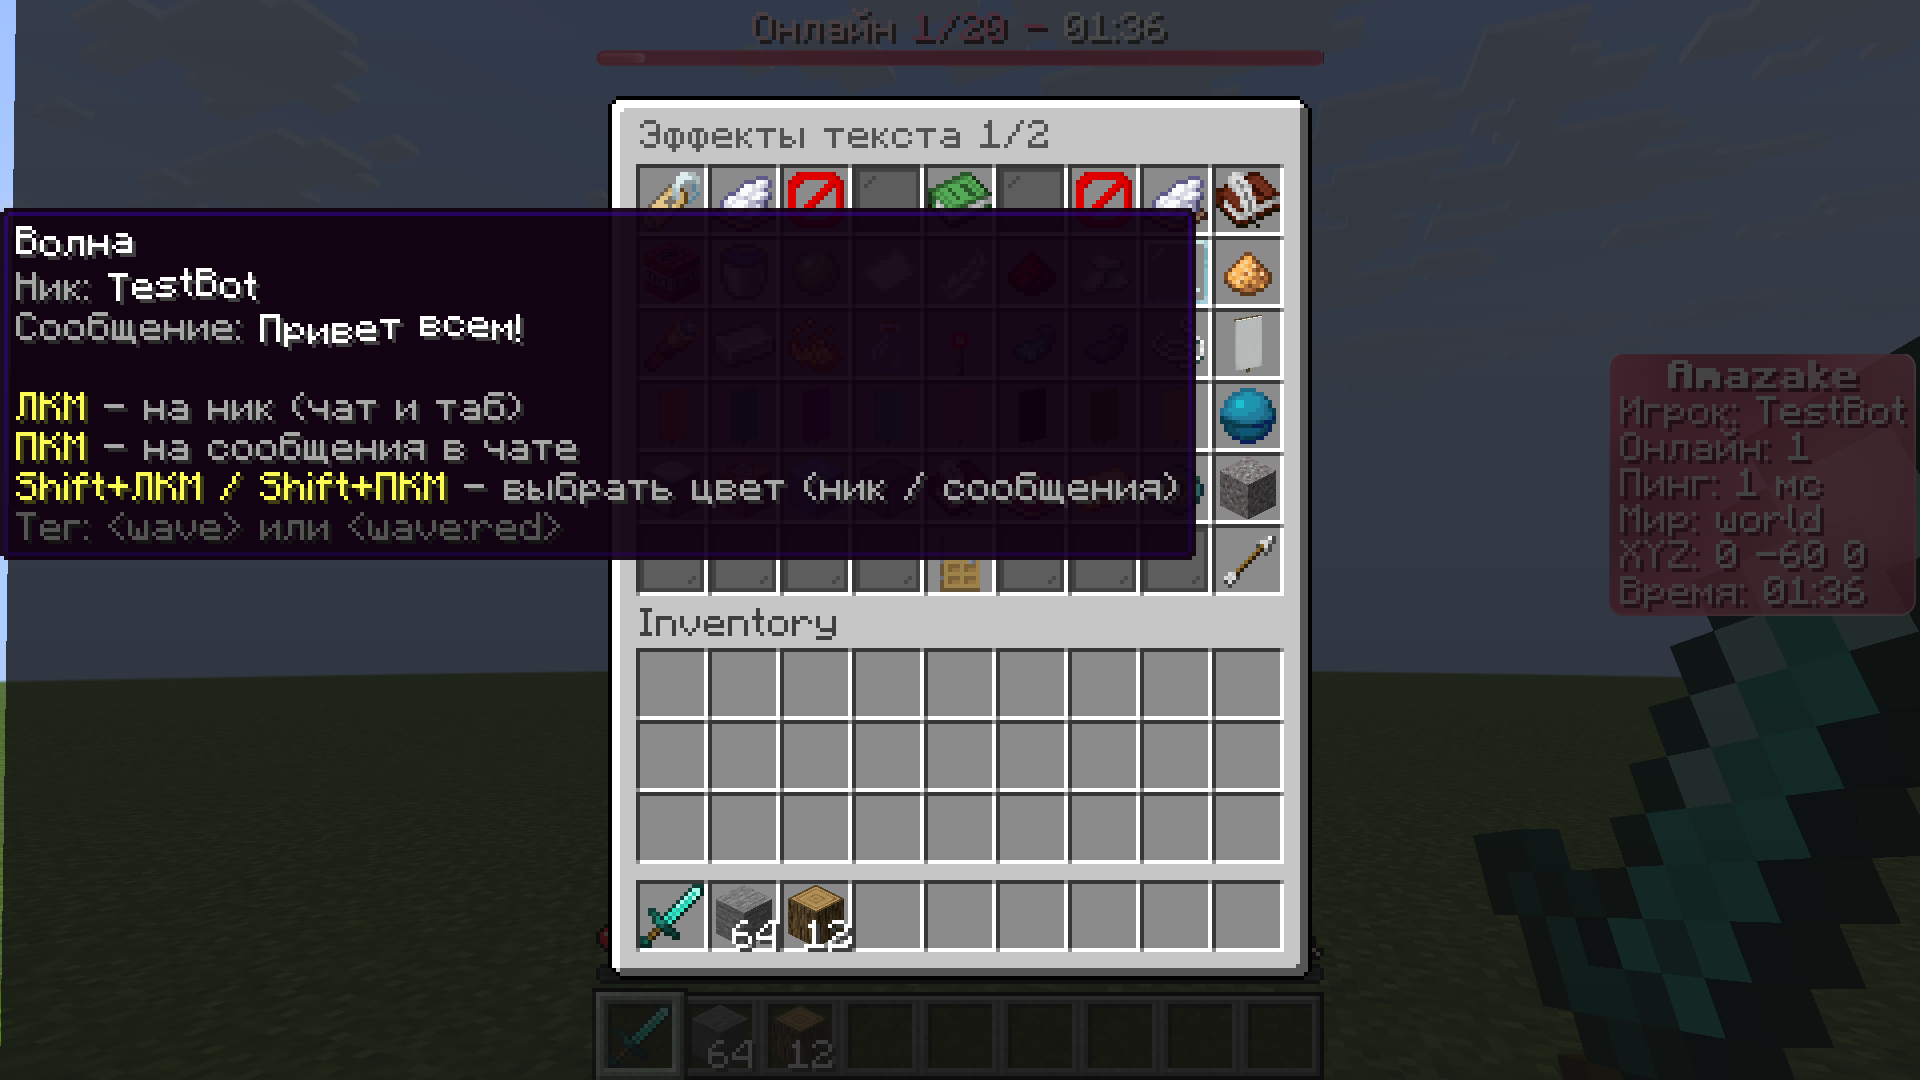 Онлайн 1/20 – 01:36
Эффекты текста 1/2
Волна
Ник: TestBot
Сообщение: Привет всем!
ЛКМ – на ник (чат и таб)
ПКМ – на сообщения в чате
Shift+ЛКМ / Shift+ПКМ – выбрать цвет (ник / сообщения)
Тег: <wave> или <wave:red>
Amazake
Игрок: TestBot
Онлайн: 1
Пинг: 1 мс
Мир: world
XYZ: 0 -60 0
Время: 01:36
Inventory
64
12
64
12